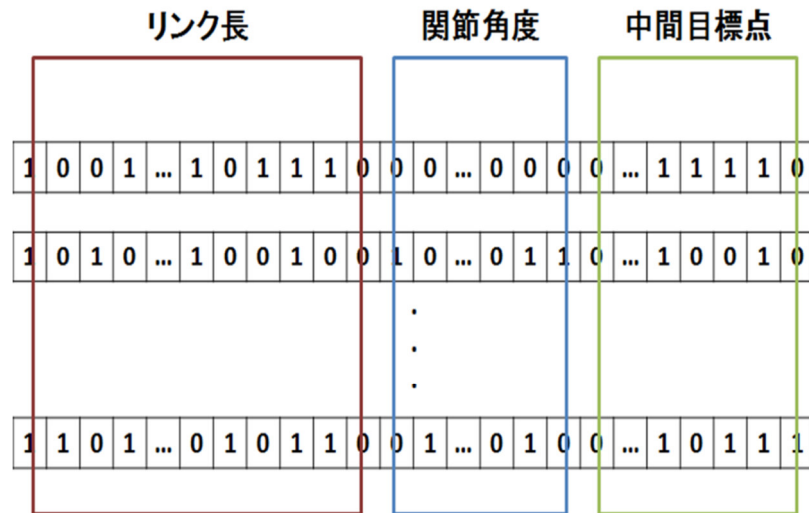 リンク長 関節角度 中間目標点
1 0 0 1 ... 1 0 1 1 1 0 0 0 ... 0 0 0 0 ... 1 1 1 1 0
1 0 1 0 ... 1 0 0 1 0 0 1 0 ... 0 1 1 0 ... 1 0 0 1 0
1 1 0 1 ... 0 1 0 1 1 0 0 1 ... 0 1 0 0 ... 1 0 1 1 1